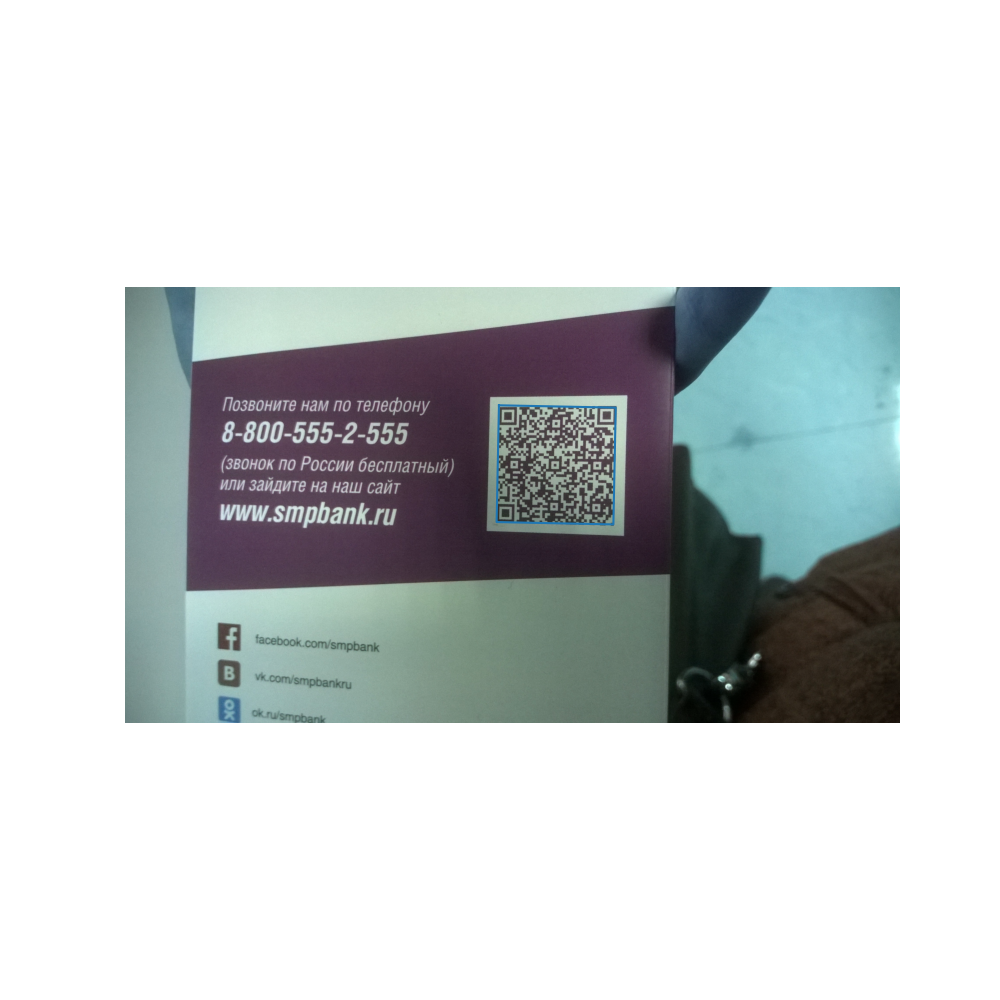 Позвоните нам по телефону
8-800-555-2-555
(звонок по России бесплатный)
или зайдите на наш сайт
www.smpbank.ru
facebook.com/smpbank
vk.com/smpbankru
ok.ru/smpbank